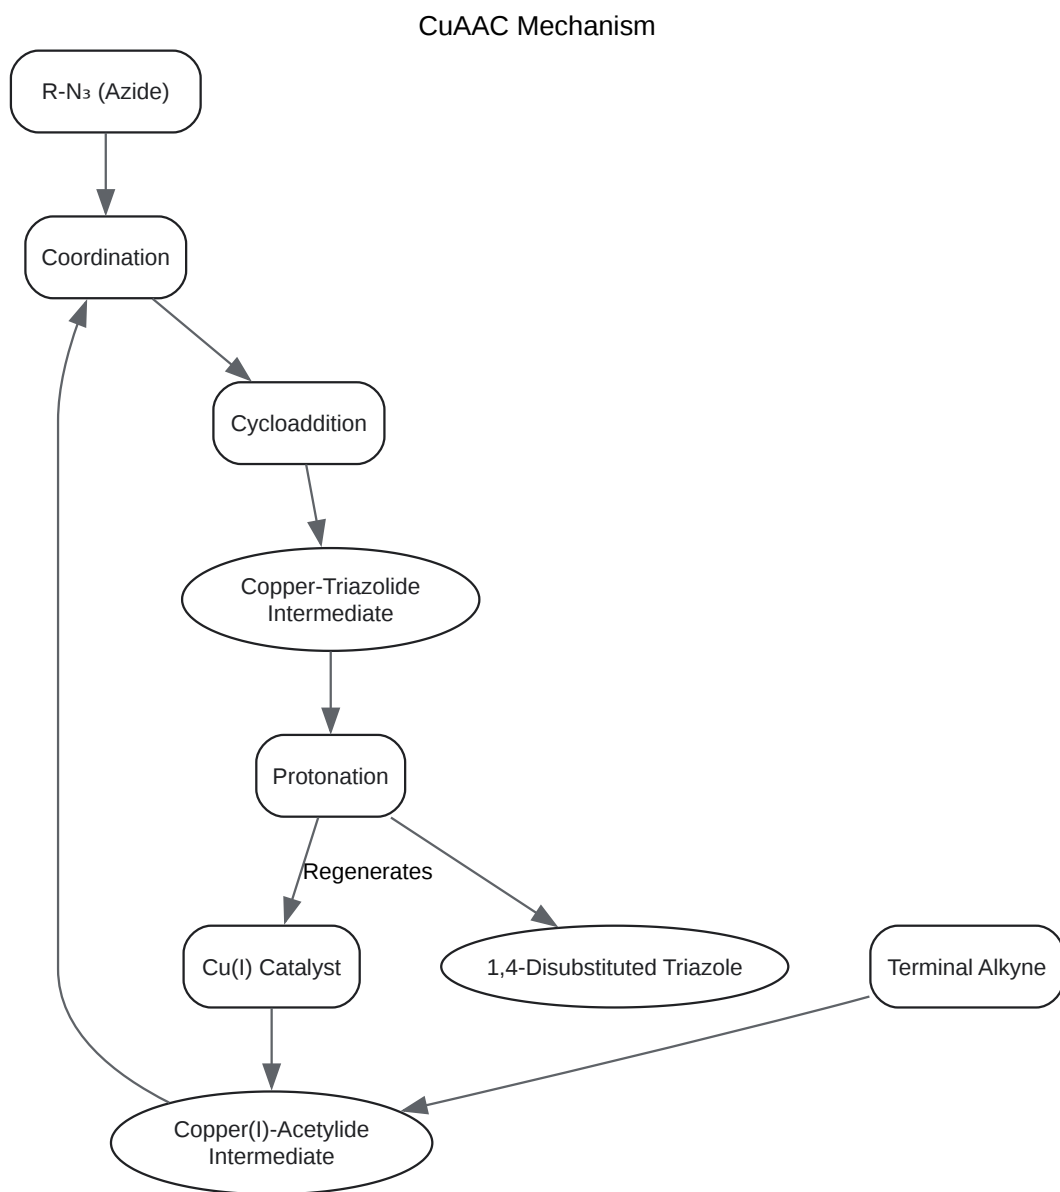 CuAAC Mechanism
R-N₃ (Azide)
Coordination
Cycloaddition
Copper-Triazolide
Intermediate
Protonation
Regenerates
Cu(I) Catalyst
1,4-Disubstituted Triazole
Terminal Alkyne
Copper(I)-Acetylide
Intermediate